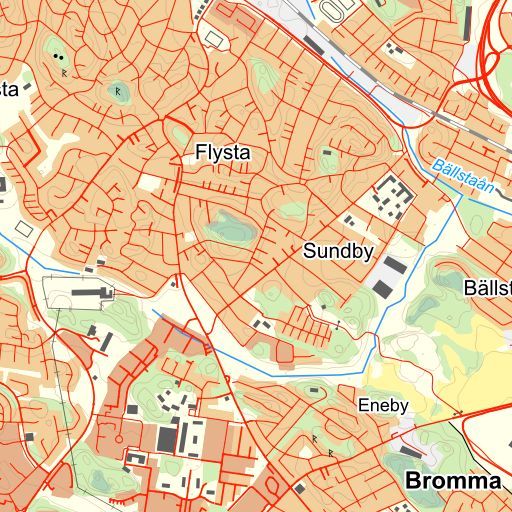 sta
Flysta
Bällstaån
R
R
Sundby
Bällst
Eneby
R
R
Bromma